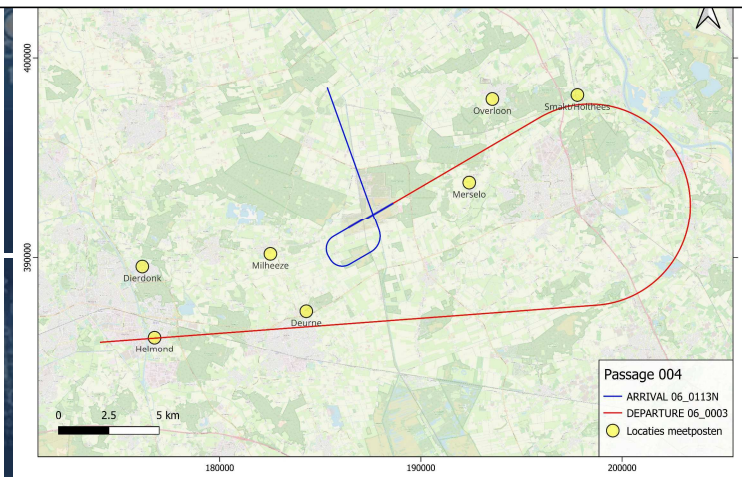 400000
Overloon
Smakt/Holthees
Merselo
390000
Milheeze
Dierdonk
Deurne
Helmond
Passage 004
ARRIVAL 06_0113N
DEPARTURE 06_0003
Locaties meetposten
0 2.5 5 km
180000 190000 200000